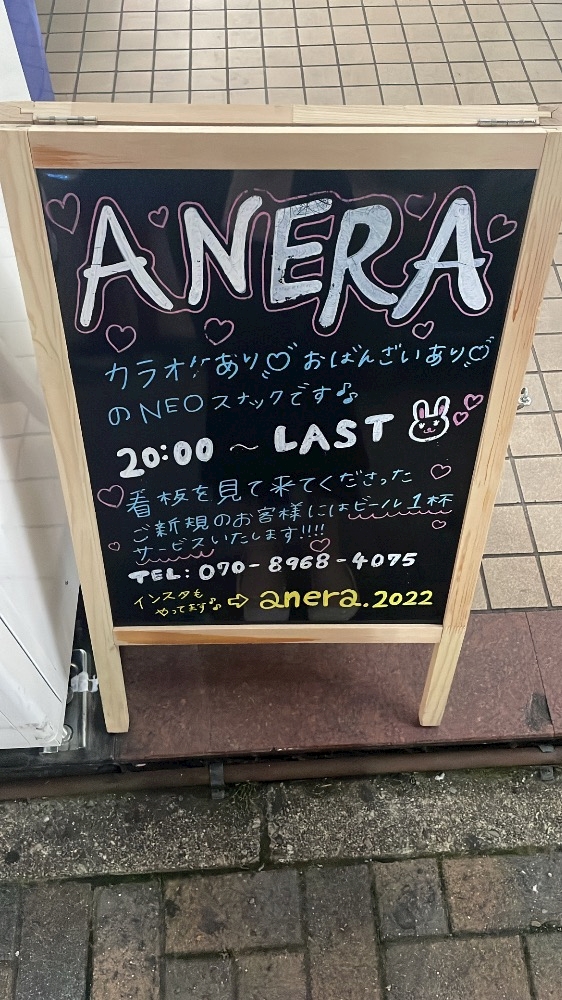 ANERA
カラオケあり♡おばんざいあり♡
のNEOスナックです♪
20:00 ～ LAST
看板を見て来てくださった
ご新規のお客様にはビール1杯
サービスいたします!!!!
TEL: 070-8968-4075
インスタも
やってます♪ ⇨ anera.2022